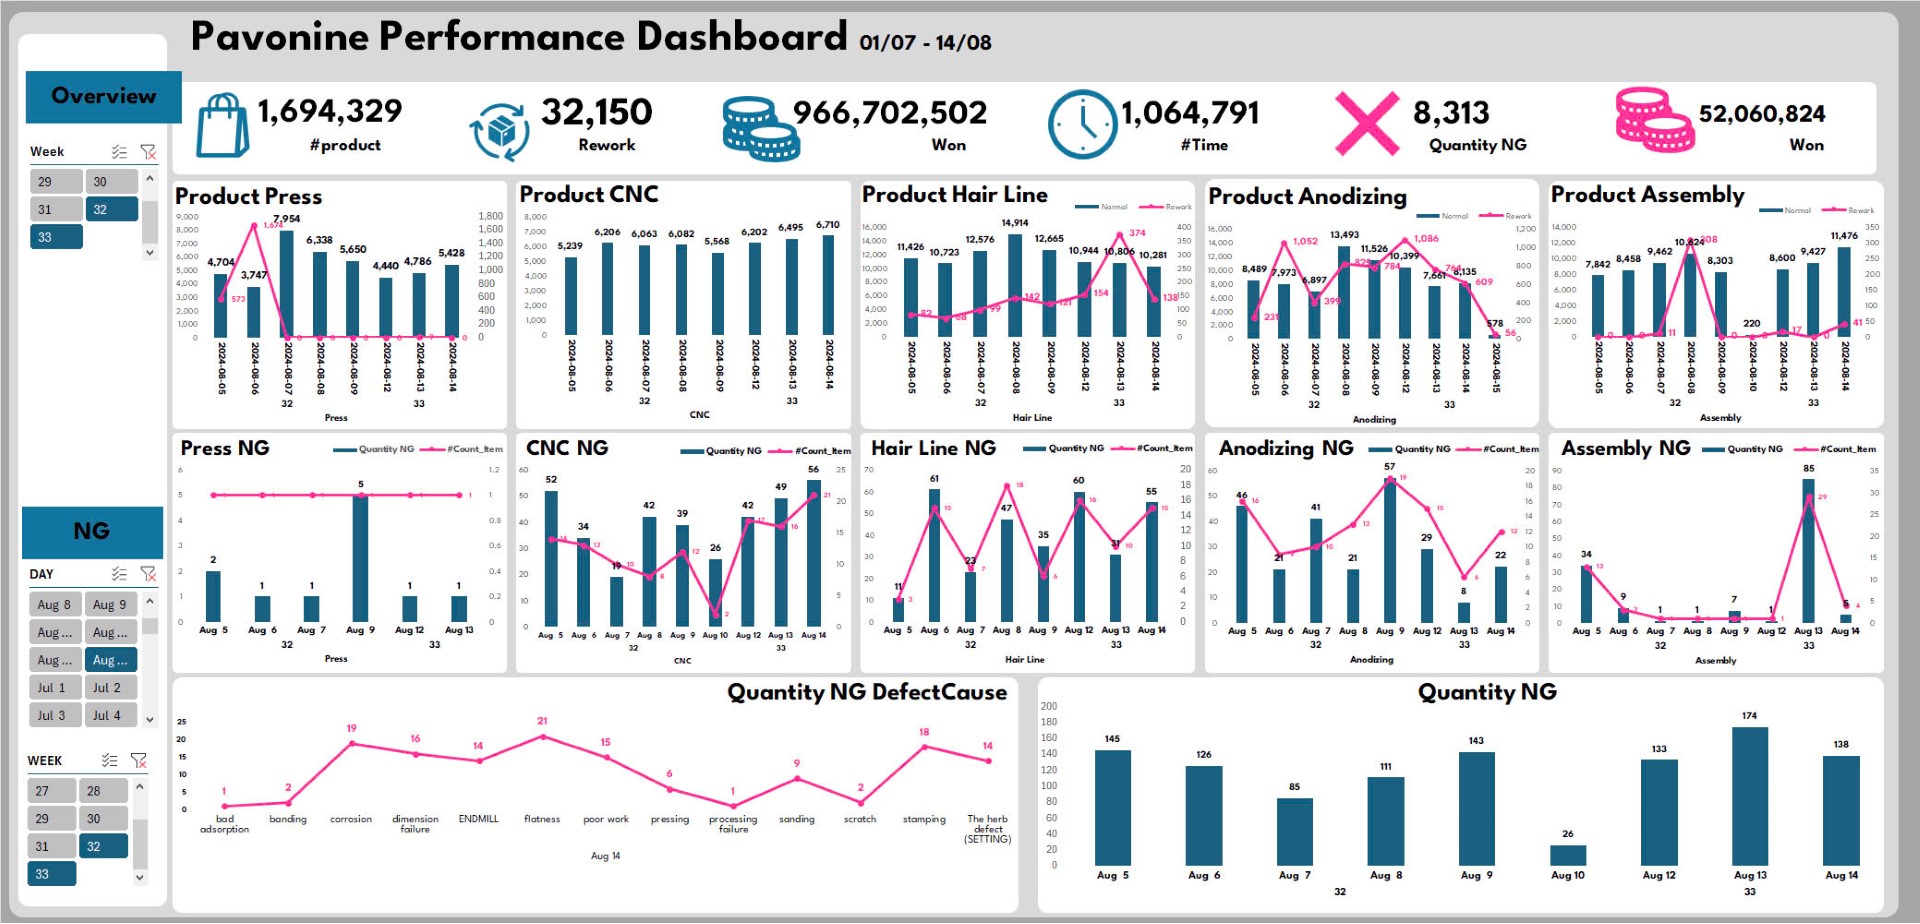 Pavonine Performance Dashboard 01/07 - 14/08
Overview
1,694,329
#product
32,150
Rework
966,702,502
Won
1,064,791
#Time
8,313
Quantity NG
52,060,824
Won
Week
29 30
31 32
33
NG
DAY
Aug 8 Aug 9
Aug ... Aug ...
Aug ... Aug ...
Jul 1 Jul 2
Jul 3 Jul 4
WEEK
27 28
29 30
31 32
33
Product Press
9,000 8,000 7,000 6,000 5,000 4,000 3,000 2,000 1,000 0
1,800 1,600 1,400 1,200 1,000 800 600 400 200 0
4,704 3,747 7,954 6,338 5,650 4,440 4,786 5,428
573 1,674 0 0 0 0 0
2024-08-05 2024-08-06 2024-08-07 2024-08-08 2024-08-09 2024-08-12 2024-08-13 2024-08-14
32 33
Press
Product CNC
8,000 7,000 6,000 5,000 4,000 3,000 2,000 1,000 0
5,239 6,206 6,063 6,082 5,568 6,202 6,495 6,710
2024-08-05 2024-08-06 2024-08-07 2024-08-08 2024-08-09 2024-08-12 2024-08-13 2024-08-14
32 33
CNC
Product Hair Line
Normal Rework
16,000 14,000 12,000 10,000 8,000 6,000 4,000 2,000 0
400 350 300 250 200 150 100 50 0
11,426 10,723 12,576 14,914 12,665 10,944 10,806 10,281
82 68 99 142 121 154 374 138
2024-08-05 2024-08-06 2024-08-07 2024-08-08 2024-08-09 2024-08-12 2024-08-13 2024-08-14
32 33
Hair Line
Product Anodizing
Normal Rework
16,000 14,000 12,000 10,000 8,000 6,000 4,000 2,000 0
1,200 1,000 800 600 400 200 0
8,489 7,973 6,897 13,493 11,526 10,399 7,661 8,135 578
231 1,052 399 784 1,086 609 56
2024-08-05 2024-08-06 2024-08-07 2024-08-08 2024-08-09 2024-08-12 2024-08-13 2024-08-14 2024-08-15
32 33
Anodizing
Product Assembly
Normal Rework
14,000 12,000 10,000 8,000 6,000 4,000 2,000 0
350 300 250 200 150 100 50 0
7,842 8,458 9,462 10,624 8,303 220 8,600 9,427 11,476
0 0 11 308 0 17 0 41
2024-08-05 2024-08-06 2024-08-07 2024-08-08 2024-08-09 2024-08-10 2024-08-12 2024-08-13 2024-08-14
32 33
Assembly
Press NG
Quantity NG #Count_Item
6 5 4 3 2 1 0
1.2 1 0.8 0.6 0.4 0.2 0
2 1 1 5 1 1
1 1 1 1 1 1
Aug 5 Aug 6 Aug 7 Aug 9 Aug 12 Aug 13
32 33
Press
CNC NG
Quantity NG #Count_Item
60 50 40 30 20 10 0
25 20 15 10 5 0
52 34 19 42 39 26 42 49 56
14 13 10 8 12 2 17 16 21
Aug 5 Aug 6 Aug 7 Aug 8 Aug 9 Aug 10 Aug 12 Aug 13 Aug 14
32 33
CNC
Hair Line NG
Quantity NG #Count_Item
70 60 50 40 30 20 10 0
20 18 16 14 12 10 8 6 4 2 0
11 61 23 47 35 60 31 55
3 15 7 18 6 16 10 15
Aug 5 Aug 6 Aug 7 Aug 8 Aug 9 Aug 12 Aug 13 Aug 14
32 33
Hair Line
Anodizing NG
Quantity NG #Count_Item
60 50 40 30 20 10 0
20 18 16 14 12 10 8 6 4 2 0
46 21 41 21 57 29 8 22
16 9 10 13 19 15 6 12
Aug 5 Aug 6 Aug 7 Aug 8 Aug 9 Aug 12 Aug 13 Aug 14
32 33
Anodizing
Assembly NG
Quantity NG #Count_Item
90 80 70 60 50 40 30 20 10 0
35 30 25 20 15 10 5 0
34 9 1 1 7 1 85 5
13 3 1 1 1 1 29 4
Aug 5 Aug 6 Aug 7 Aug 8 Aug 9 Aug 12 Aug 13 Aug 14
32 33
Assembly
Quantity NG DefectCause
25 20 15 10 5 0
1 2 19 16 14 21 15 6 1 9 2 18 14
bad adsorption banding corrosion dimension failure ENDMILL flatness poor work pressing processing failure sanding scratch stamping The herb defect (SETTING)
Aug 14
Quantity NG
200 180 160 140 120 100 80 60 40 20 0
145 126 85 111 143 26 133 174 138
Aug 5 Aug 6 Aug 7 Aug 8 Aug 9 Aug 10 Aug 12 Aug 13 Aug 14
32 33